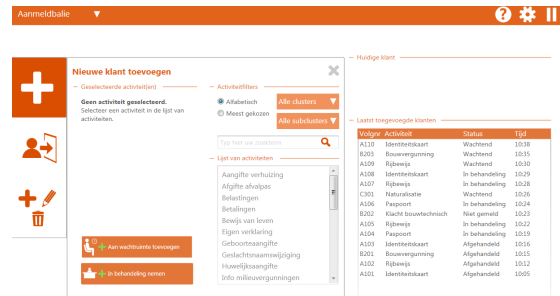 Aanmeldbalie
Nieuwe klant toevoegen
Geselecteerde activiteit(en)
Geen activiteit geselecteerd.
Selecteer een activiteit in de lijst van
activiteiten.
Aan wachtruimte toevoegen
In behandeling nemen
Activiteitfilters
Alfabetisch
Meest gekozen
Alle clusters
Alle subclusters
Typ hier uw zoekterm
Lijst van activiteiten
Aangifte verhuizing
Afgifte afvalpas
Belastingen
Betalingen
Bewijs van leven
Eigen verklaring
Geboorteaangifte
Geslachtsnaamswijziging
Huwelijksaangifte
Info milieuvergunningen
Huidige klant
Laatst toegevoegde klanten
Volgnr Activiteit Status Tijd
A110 Identiteitskaart Wachtend 10:38
B203 Bouwvergunning Wachtend 10:35
A109 Rijbewijs Wachtend 10:30
A108 Identiteitskaart In behandeling 10:29
A107 Rijbewijs In behandeling 10:28
C301 Naturalisatie Wachtend 10:26
A106 Paspoort In behandeling 10:24
B202 Klacht bouwtechnisch Niet gemeld 10:23
A105 Rijbewijs In behandeling 10:22
A104 Paspoort In behandeling 10:19
A103 Identiteitskaart Afgehandeld 10:16
B201 Bouwvergunning Afgehandeld 10:15
A102 Rijbewijs Afgehandeld 10:12
A101 Identiteitskaart Afgehandeld 10:05